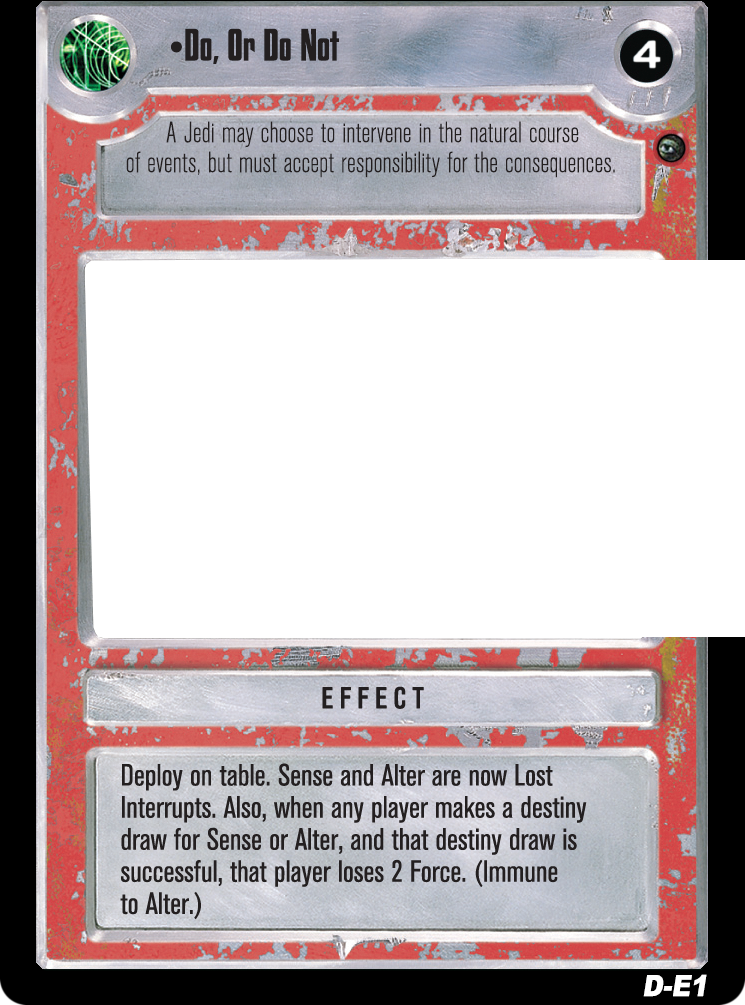 •Do, Or Do Not
4
A Jedi may choose to intervene in the natural course
of events, but must accept responsibility for the consequences.
EFFECT
Deploy on table. Sense and Alter are now Lost
Interrupts. Also, when any player makes a destiny
draw for Sense or Alter, and that destiny draw is
successful, that player loses 2 Force. (Immune
to Alter.)
D-E1